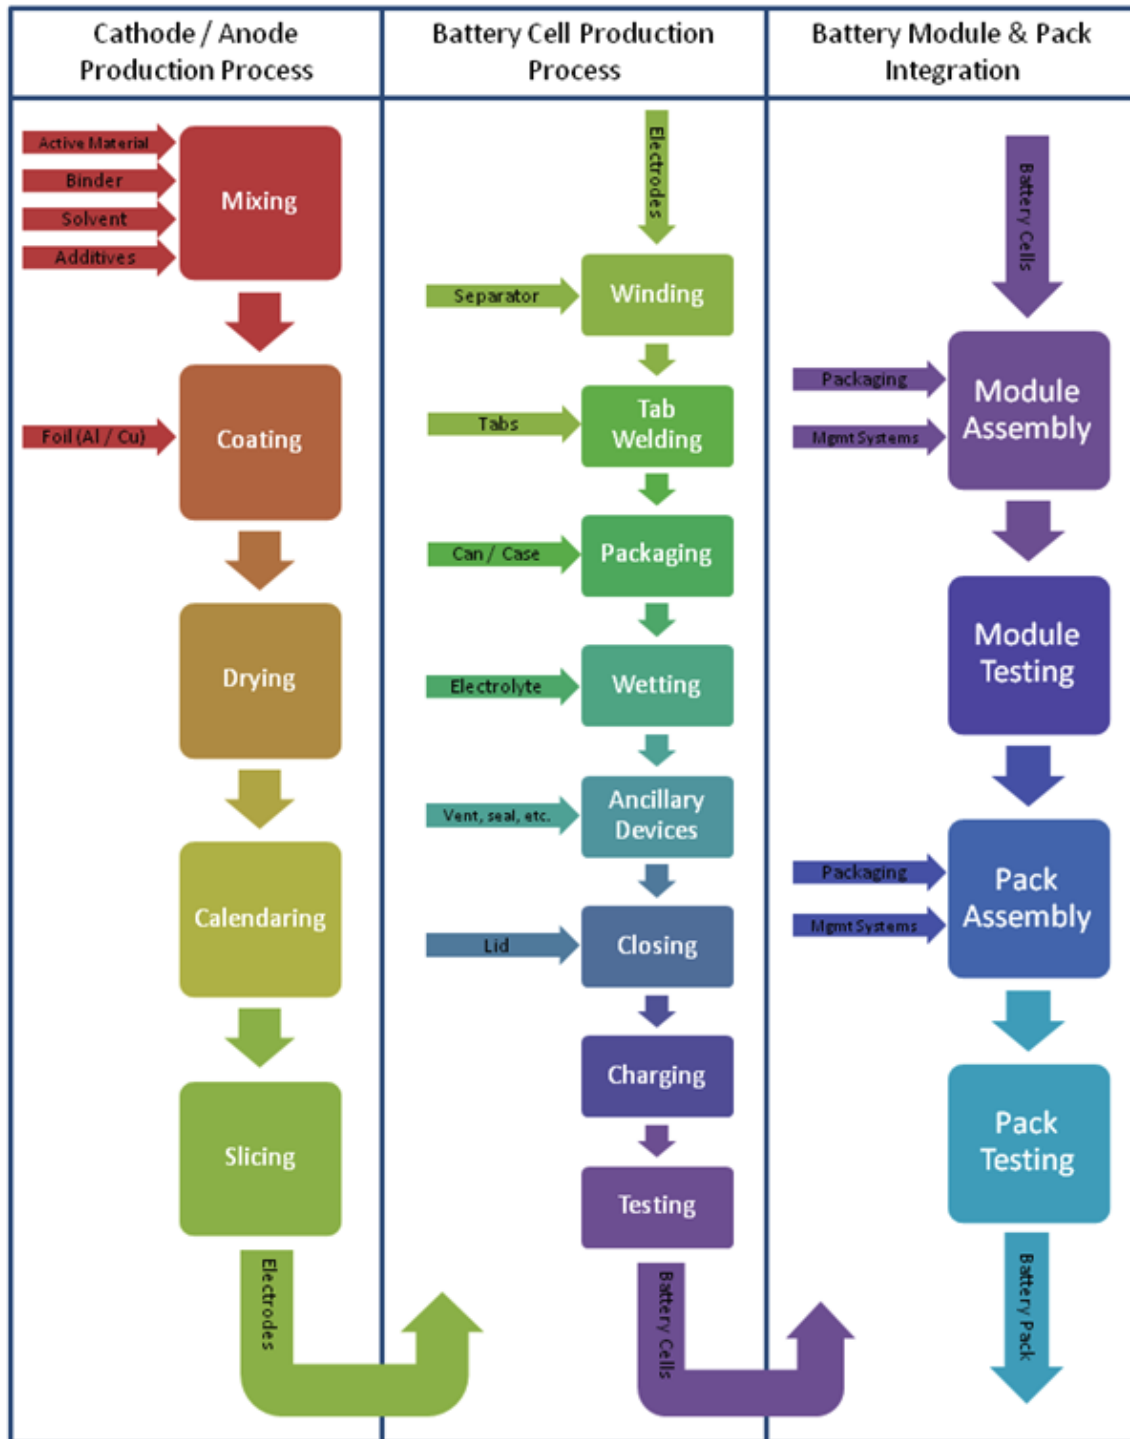 Cathode / Anode
Production Process
Active Material
Binder
Solvent
Additives
Mixing
Foil (Al / Cu)
Coating
Drying
Calendaring
Slicing
Electrodes
Battery Cell Production
Process
Electrodes
Separator
Winding
Tabs
Tab
Welding
Can / Case
Packaging
Electrolyte
Wetting
Vent, seal, etc.
Ancillary
Devices
Lid
Closing
Charging
Testing
Battery Cells
Battery Module & Pack
Integration
Battery Cells
Packaging
Mgmt Systems
Module
Assembly
Module
Testing
Packaging
Mgmt Systems
Pack
Assembly
Pack
Testing
Battery Pack